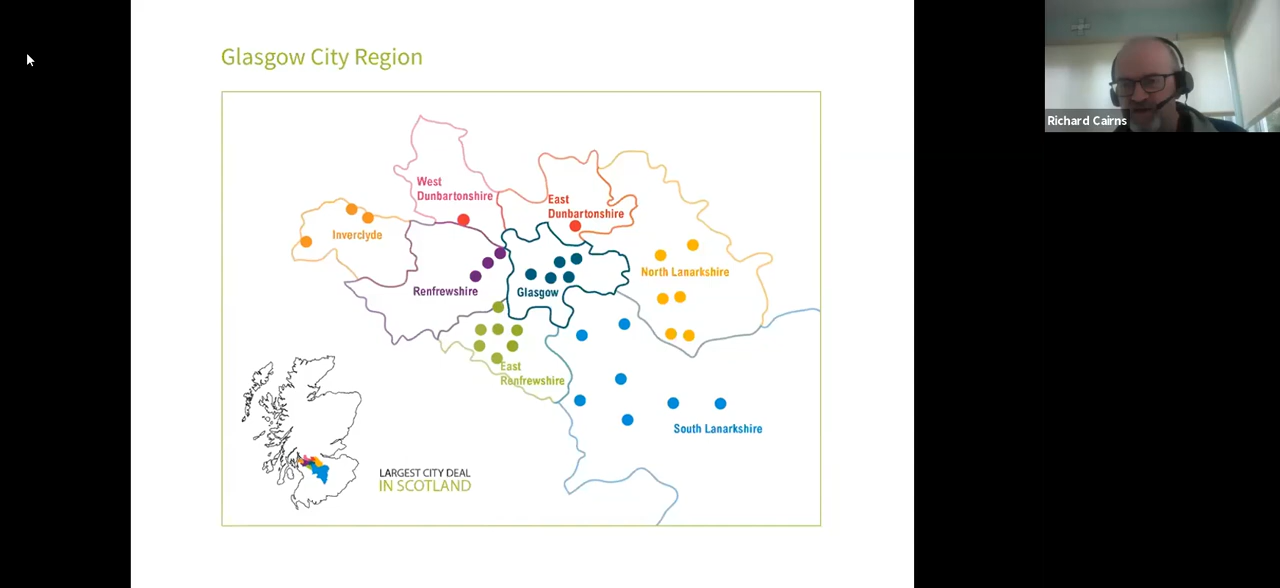 Glasgow City Region
West
Dunbartonshire
East
Dunbartonshire
Inverclyde
North Lanarkshire
Renfrewshire
Glasgow
East
Renfrewshire
South Lanarkshire
LARGEST CITY DEAL
IN SCOTLAND
Richard Cairns